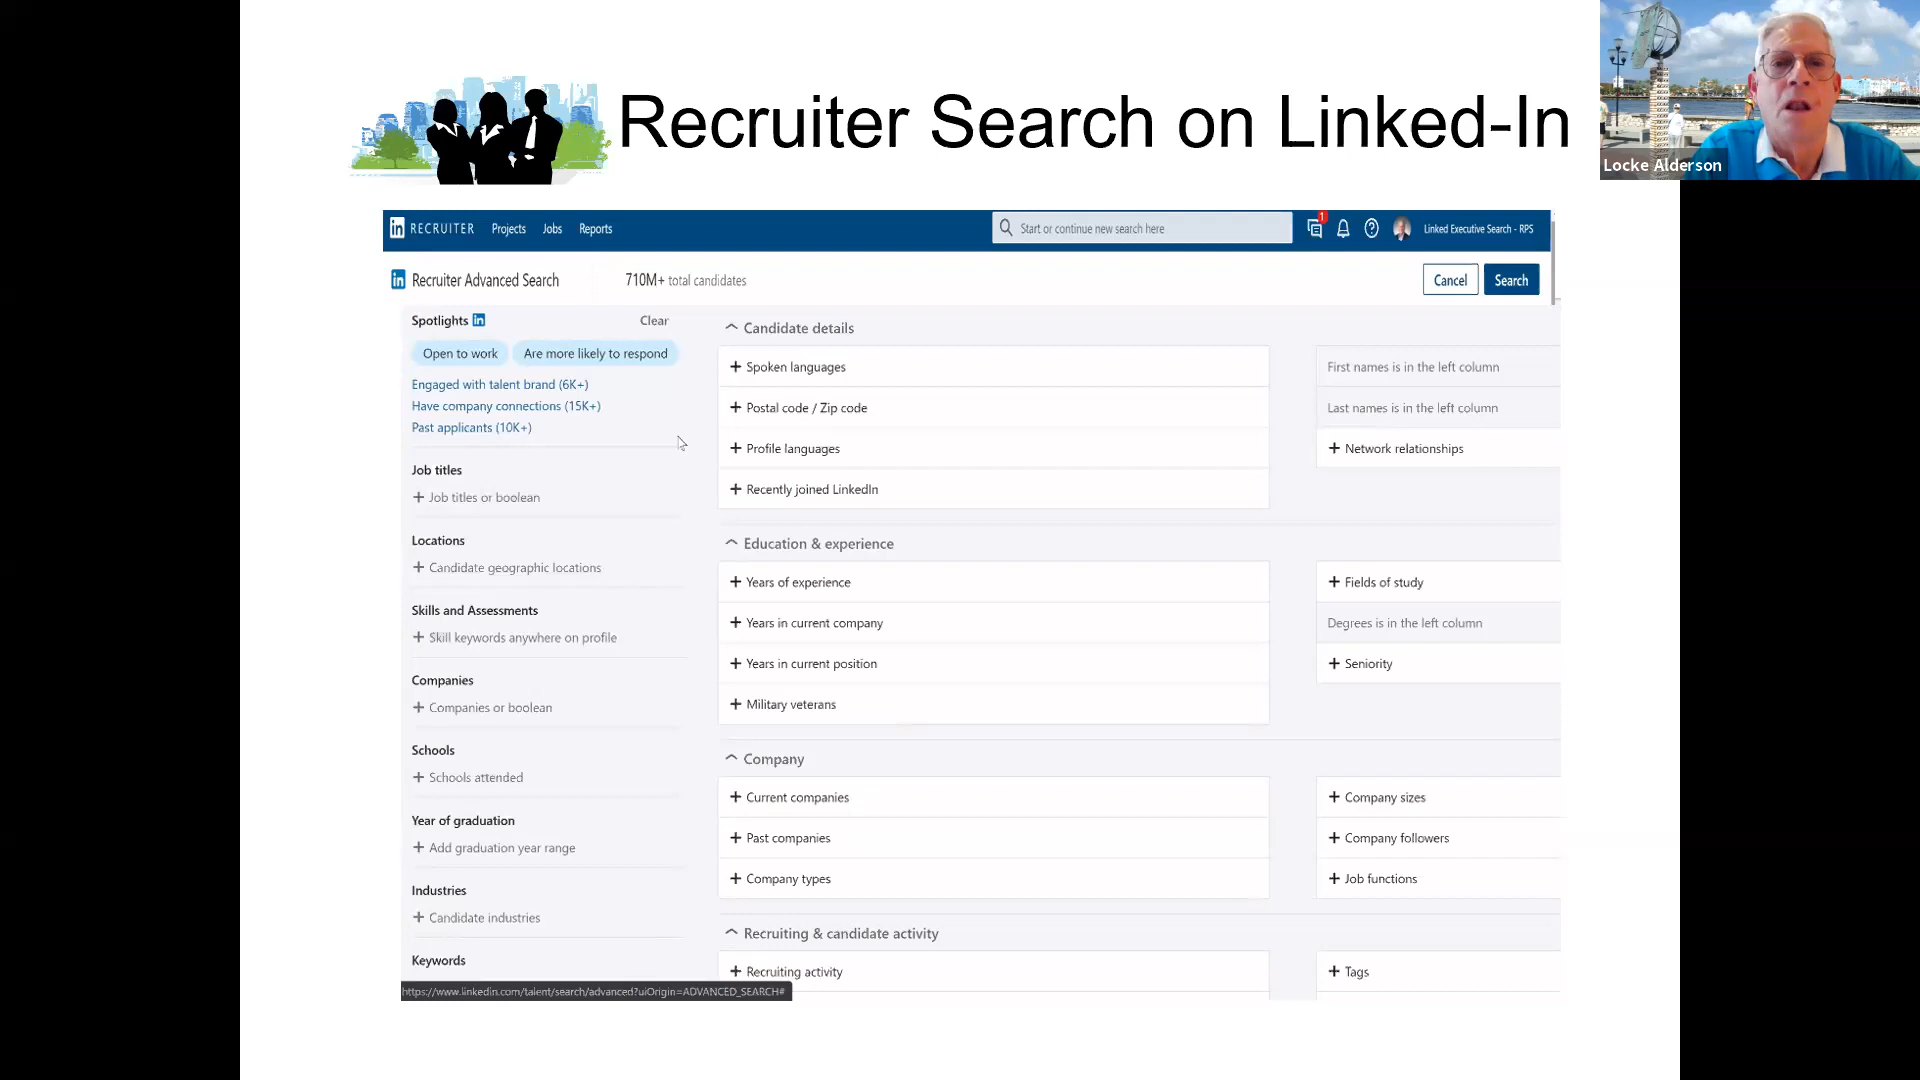 Recruiter Search on Linked-In
Locke Alderson
in RECRUITER Projects Jobs Reports
Start or continue new search here
1
Linked Executive Search - RPS
in Recruiter Advanced Search
710M+ total candidates
Cancel Search
Spotlights in Clear
Open to work Are more likely to respond
Engaged with talent brand (6K+)
Have company connections (15K+)
Past applicants (10K+)
Job titles
+ Job titles or boolean
Locations
+ Candidate geographic locations
Skills and Assessments
+ Skill keywords anywhere on profile
Companies
+ Companies or boolean
Schools
+ Schools attended
Year of graduation
+ Add graduation year range
Industries
+ Candidate industries
Keywords
https://www.linkedin.com/talent/search/advanced?uiOrigin=ADVANCED_SEARCH#
Candidate details
+ Spoken languages
+ Postal code / Zip code
+ Profile languages
+ Recently joined LinkedIn
First names is in the left column
Last names is in the left column
+ Network relationships
Education & experience
+ Years of experience
+ Years in current company
+ Years in current position
+ Military veterans
+ Fields of study
Degrees is in the left column
+ Seniority
Company
+ Current companies
+ Past companies
+ Company types
+ Company sizes
+ Company followers
+ Job functions
Recruiting & candidate activity
+ Recruiting activity
+ Tags